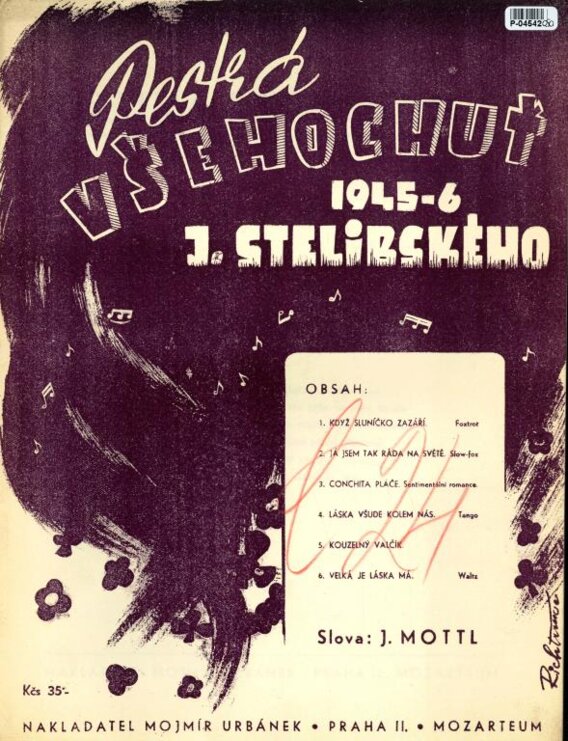 P-04542
Pestrá
VŠEHOCHUŤ
1945-6
J. STELIBSKÉHO
OBSAH:
1. KDYŽ SLUNÍČKO ZAZÁŘÍ. Foxtrot
2. JÁ JSEM TAK RÁDA NA SVĚTĚ. Slow-fox
3. CONCHITA PLAČE. Sentimentální romance.
4. LÁSKA VŠUDE KOLEM NÁS. Tango
5. KOUZELNÝ VALČÍK.
6. VELKÁ JE LÁSKA MÁ. Waltz
Slova: J. MOTTL
Kčs 35·-
NAKLADATEL MOJMÍR URBÁNEK • PRAHA II. • MOZARTEUM